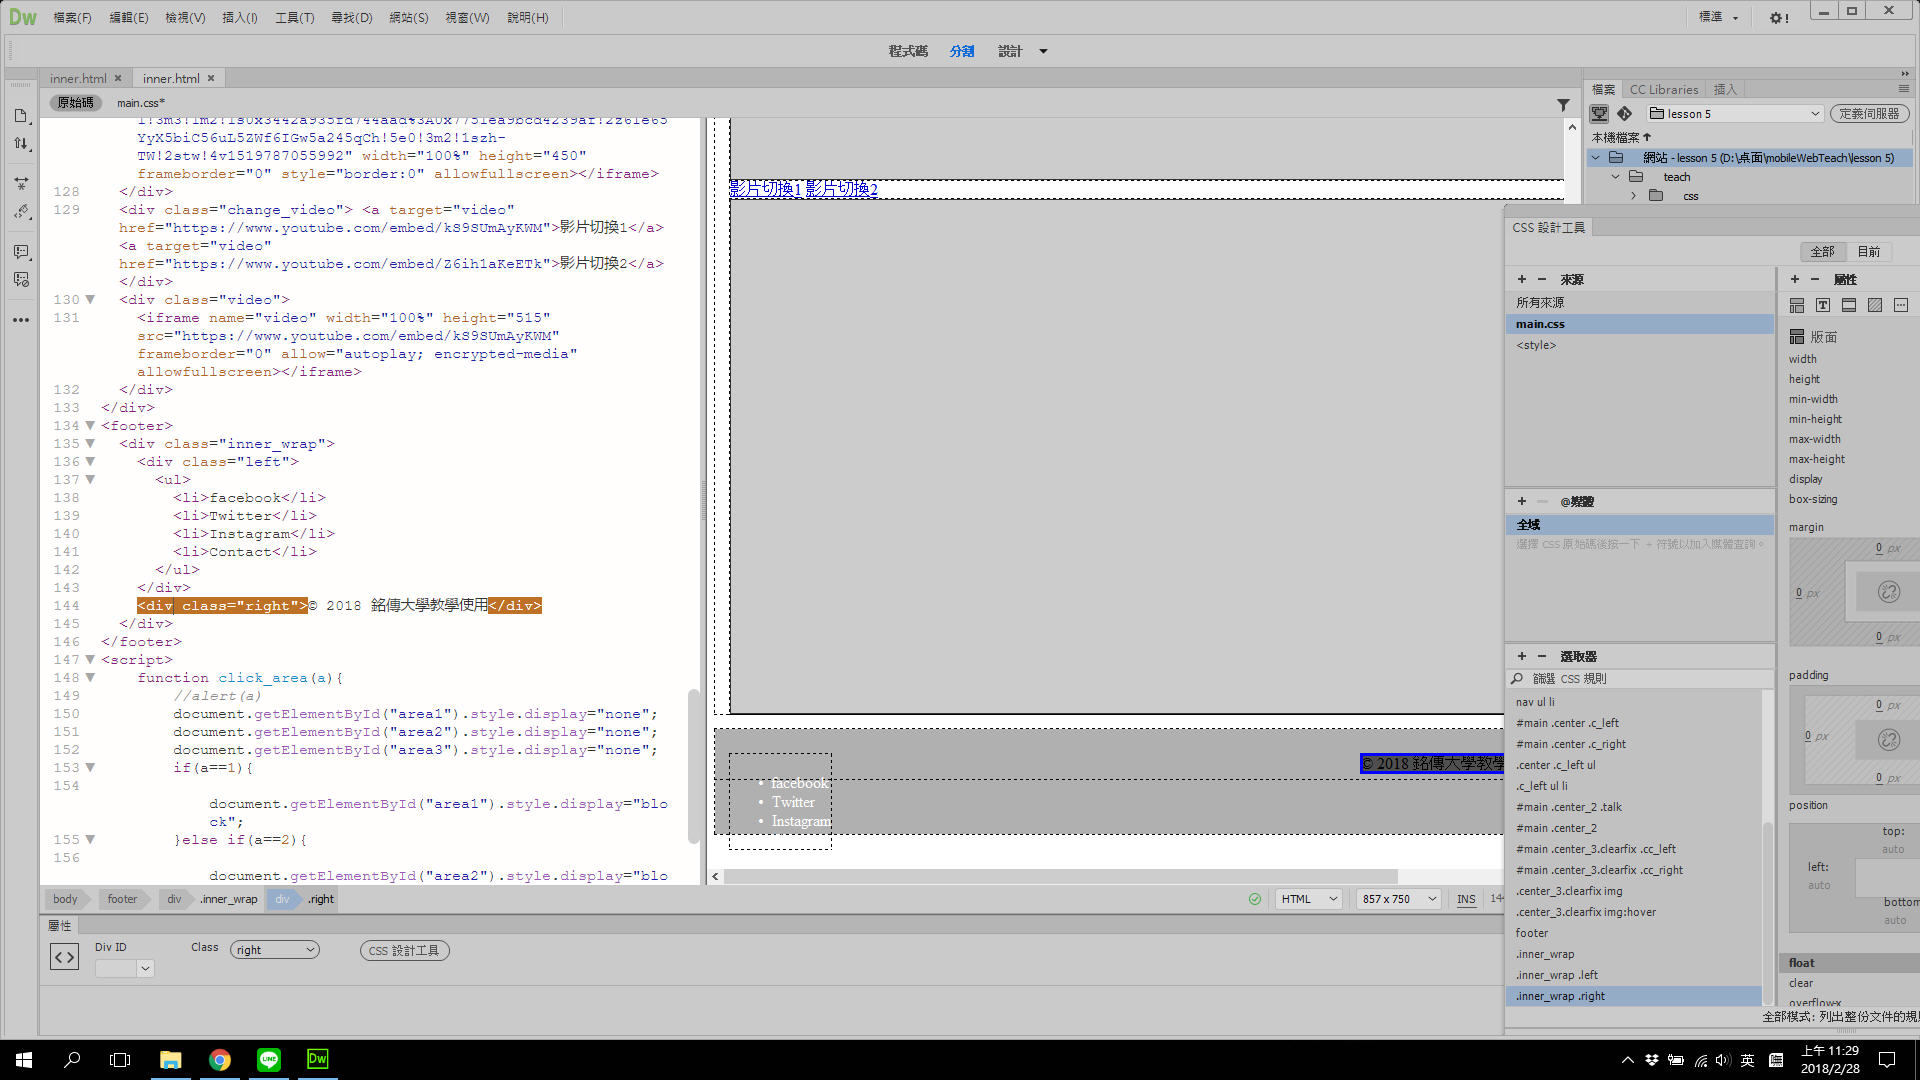 Dw 檔案(F) 編輯(E) 檢視(V) 插入(I) 工具(T) 尋找(D) 網站(S) 視窗(W) 說明(H) 標準
程式碼 分割 設計
inner.html × inner.html ×
原始碼 main.css*
YyX5biC56uL5ZWf6IGw5a245qCh!5e0!3m2!1szh-
TW!2stw!4v1519787055992" width="100%" height="450"
frameborder="0" style="border:0" allowfullscreen></iframe>
128 </div>
129 <div class="change_video"> <a target="video"
href="https://www.youtube.com/embed/kS9SUmAyKWM">影片切換1</a>
<a target="video"
href="https://www.youtube.com/embed/Z6ih1aKeETk">影片切換2</a>
</div>
130 <div class="video">
131 <iframe name="video" width="100%" height="515"
src="https://www.youtube.com/embed/kS9SUmAyKWM"
frameborder="0" allow="autoplay; encrypted-media"
allowfullscreen></iframe>
132 </div>
133 </div>
134 <footer>
135 <div class="inner_wrap">
136 <div class="left">
137 <ul>
138 <li>facebook</li>
139 <li>Twitter</li>
140 <li>Instagram</li>
141 <li>Contact</li>
142 </ul>
143 </div>
144 <div class="right">© 2018 銘傳大學教學使用</div>
145 </div>
146 </footer>
147 <script>
148 function click_area(a){
149 //alert(a)
150 document.getElementById("area1").style.display="none";
151 document.getElementById("area2").style.display="none";
152 document.getElementById("area3").style.display="none";
153 if(a==1){
154
document.getElementById("area1").style.display="blo
ck";
155 }else if(a==2){
156
document.getElementById("area2").style.display="blo
影片切換1 影片切換2
• facebook
• Twitter
• Instagram
© 2018 銘傳大學教學
body footer div .inner_wrap div .right
HTML 857 x 750 INS
屬性
Div ID
Class right
CSS 設計工具
檔案 CC Libraries 插入
lesson 5 定義伺服器
本機檔案
網站 - lesson 5 (D:\桌面\mobileWebTeach\lesson 5)
teach
css
CSS 設計工具
全部 目前
+ − 來源
所有來源
main.css
<style>
+ − @媒體
全域
選擇 CSS 原始碼後按一下 + 符號以加入媒體查詢。
+ − 選取器
篩選 CSS 規則
nav ul li
#main .center .c_left
#main .center .c_right
.center .c_left ul
.c_left ul li
#main .center_2 .talk
#main .center_2
#main .center_3.clearfix .cc_left
#main .center_3.clearfix .cc_right
.center_3.clearfix img
.center_3.clearfix img:hover
footer
.inner_wrap
.inner_wrap .left
.inner_wrap .right
+ − 屬性
版面
width
height
min-width
min-height
max-width
max-height
display
box-sizing
margin
0 px
0 px
0 px
padding
0 px
0 px
0 px
position
top:
auto
left:
auto
bottom
auto
float
clear
overflow-x
全部模式: 列出整份文件的規
英
上午 11:29
2018/2/28